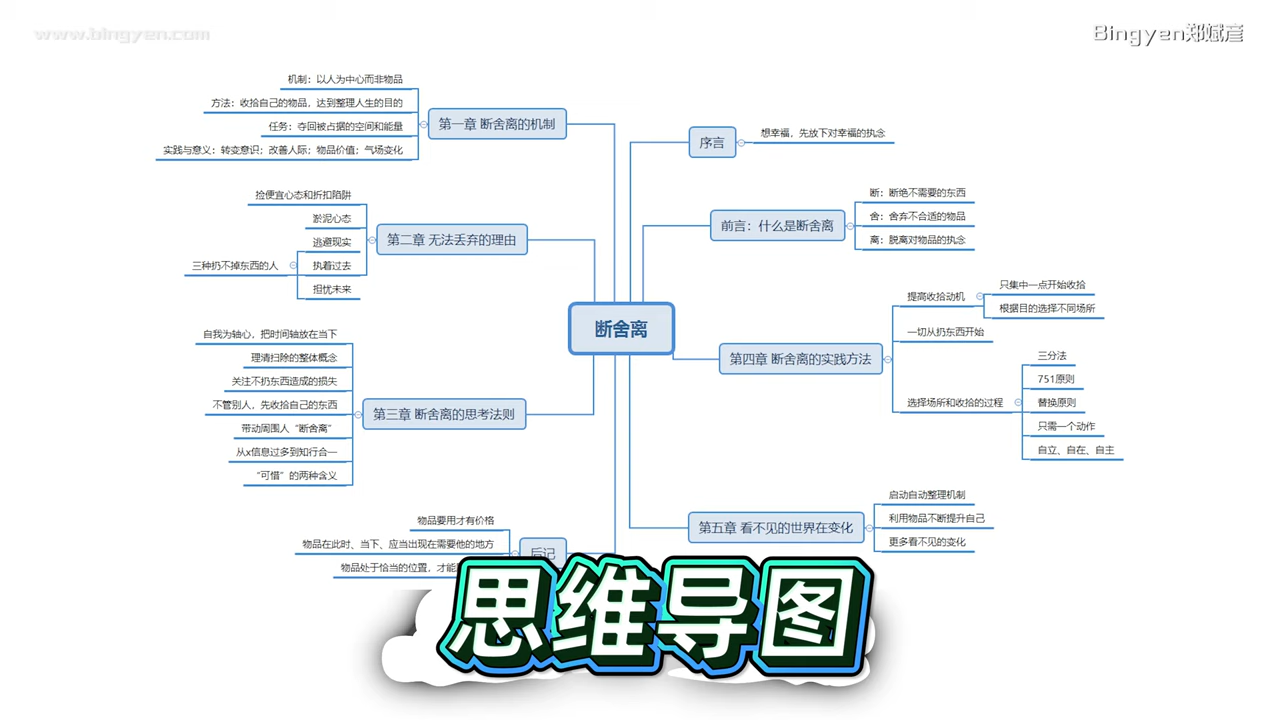 www.bingyen.com
Bingyen郑斌彦
断舍离
序言
想幸福，先放下对幸福的执念
前言：什么是断舍离
断：断绝不需要的东西
舍：舍弃不合适的物品
离：脱离对物品的执念
第一章 断舍离的机制
机制：以人为中心而非物品
方法：收拾自己的物品，达到整理人生的目的
任务：夺回被占据的空间和能量
实践与意义：转变意识；改善人际；物品价值；气场变化
第二章 无法丢弃的理由
捡便宜心态和折扣陷阱
淤泥心态
三种扔不掉东西的人
逃避现实
执着过去
担忧未来
第三章 断舍离的思考法则
自我为轴心，把时间轴放在当下
理清扫除的整体概念
关注不扔东西造成的损失
不管别人，先收拾自己的东西
带动周围人“断舍离”
从x信息过多到知行合一
“可惜”的两种含义
第四章 断舍离的实践方法
提高收拾动机
只集中一点开始收拾
根据目的选择不同场所
一切从扔东西开始
选择场所和收拾的过程
三分法
751原则
替换原则
只需一个动作
自立、自在、自主
第五章 看不见的世界在变化
启动自动整理机制
利用物品不断提升自己
更多看不见的变化
后记
物品要用才有价格
物品在此时、当下、应当出现在需要他的地方
物品处于恰当的位置，才能
思维导图